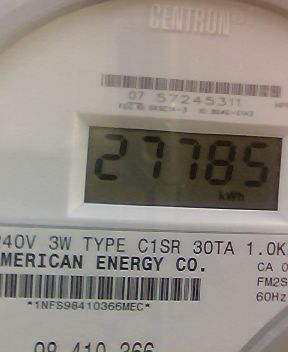 CENTRON®
07 57245311
27785
kWh
240V 3W TYPE C1SR 30TA 1.0K
AMERICAN ENERGY CO.
CA 0
FM2S
60Hz
*1NFS98410366MEC*
98 410 366